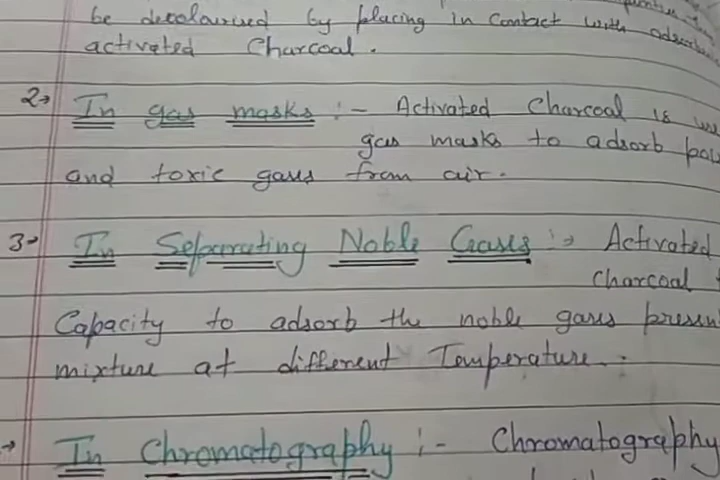 be decolourised by placing in contact with
activated Charcoal.
2→ In gas masks :- Activated Charcoal is
gas masks to adsorb
and toxic gases from air.
3→ In Separating Noble Gases :→ Activated
Charcoal
Capacity to adsorb the noble gases
mixture at different Temperature.
→ In Chromatography :- Chromatography